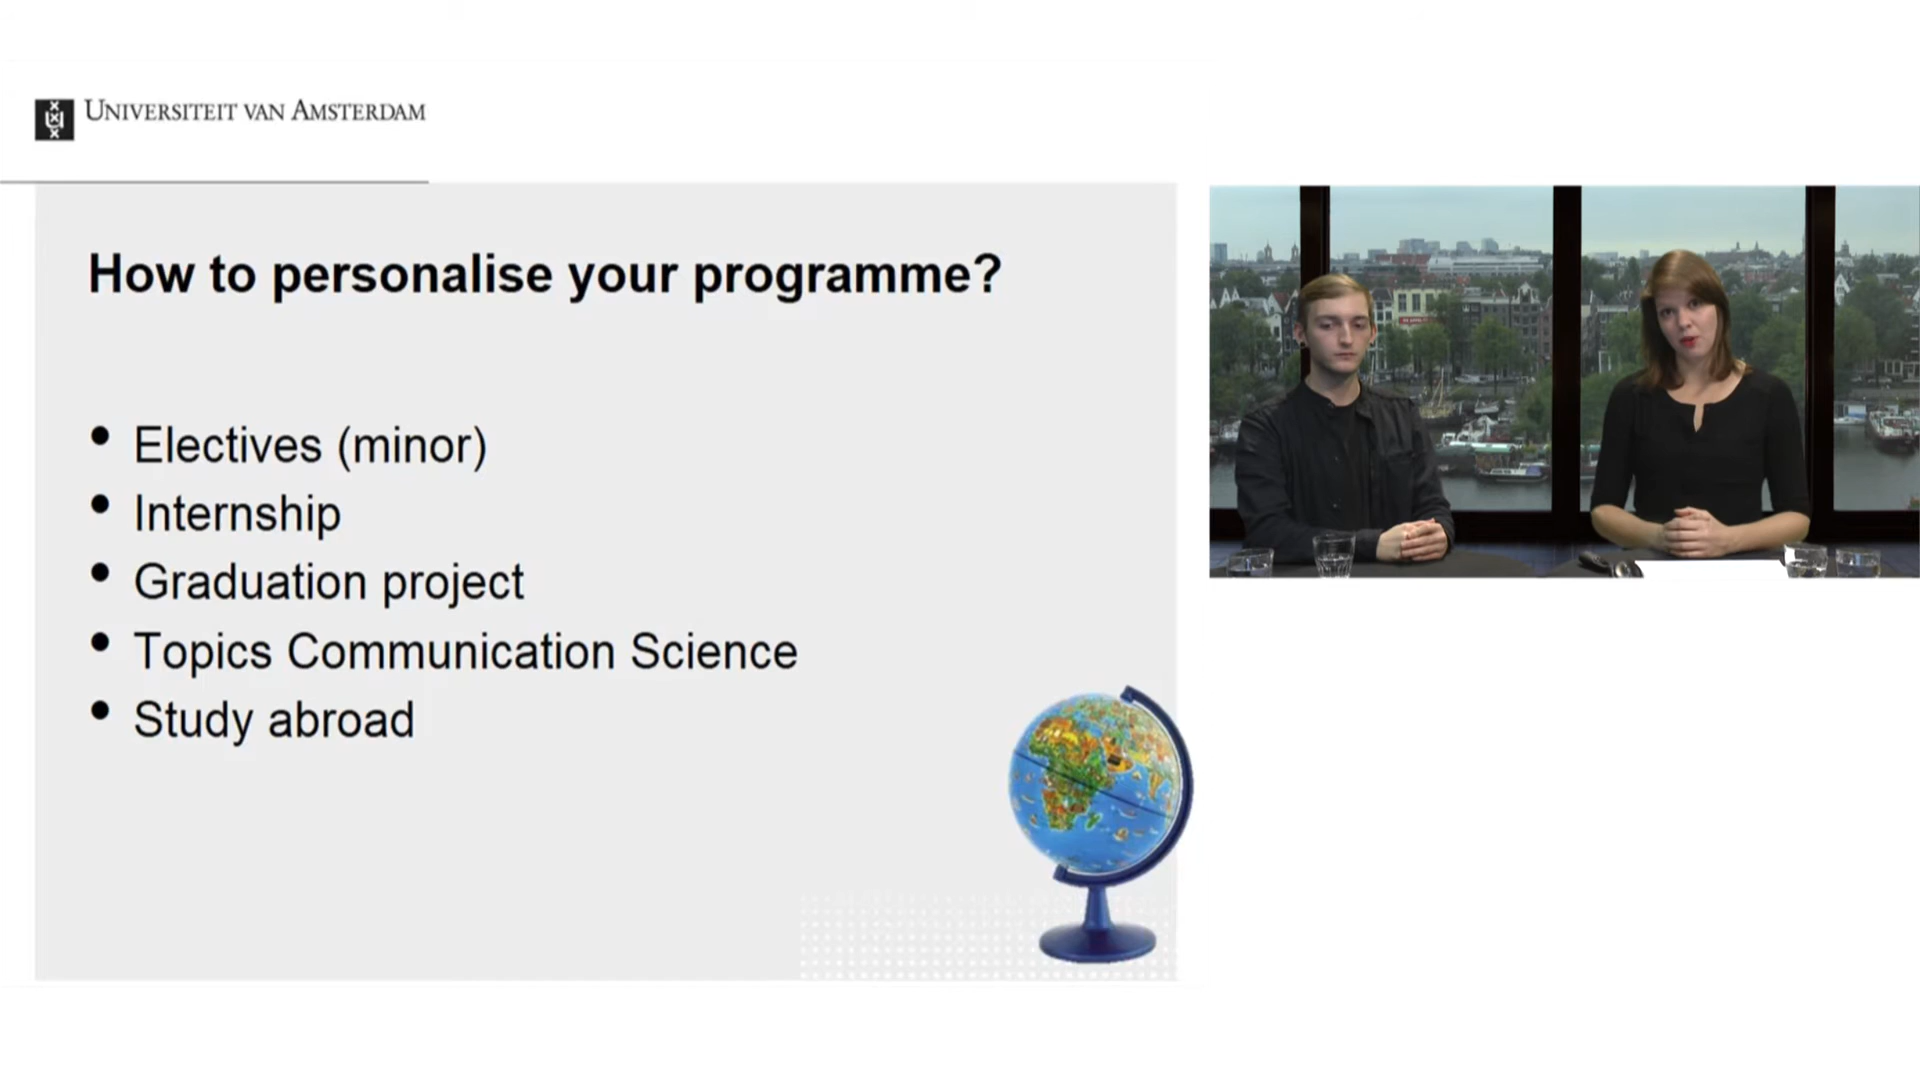 UNIVERSITEIT VAN AMSTERDAM
How to personalise your programme?
• Electives (minor)
• Internship
• Graduation project
• Topics Communication Science
• Study abroad